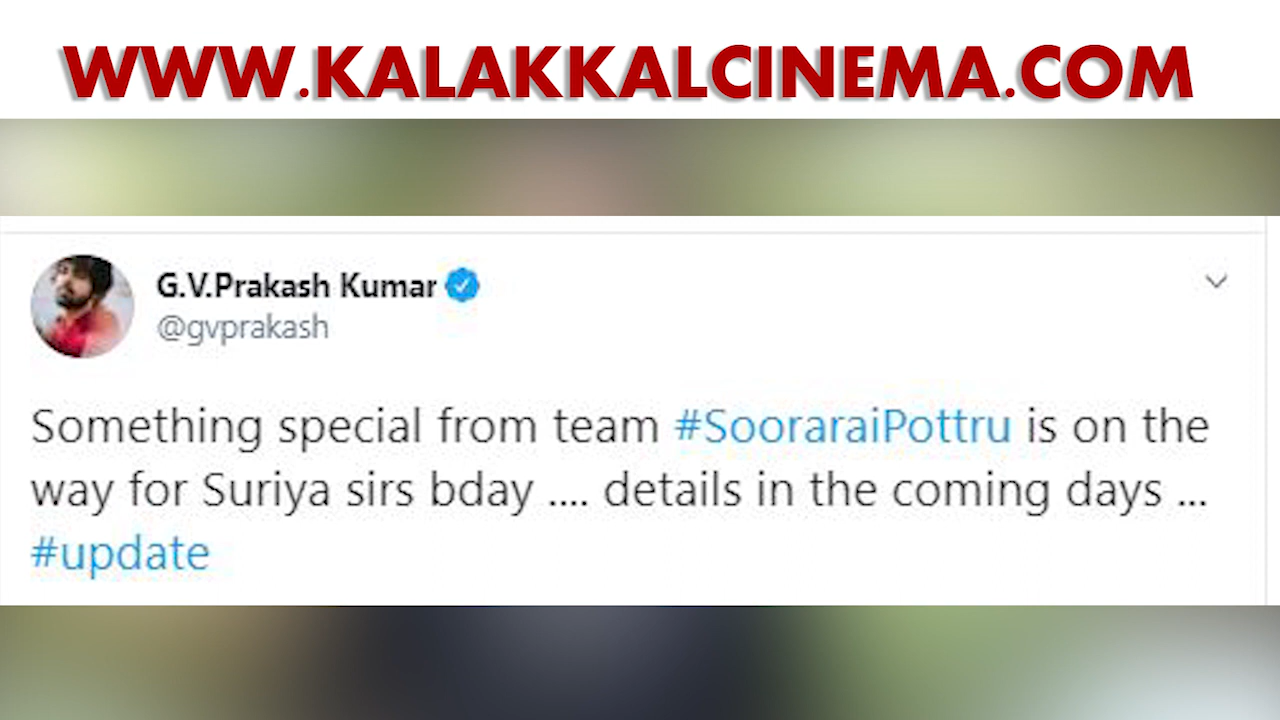 WWW.KALAKKALCINEMA.COM
G.V.Prakash Kumar
@gvprakash
Something special from team #SooraraiPottru is on the
way for Suriya sirs bday .... details in the coming days ...
#update